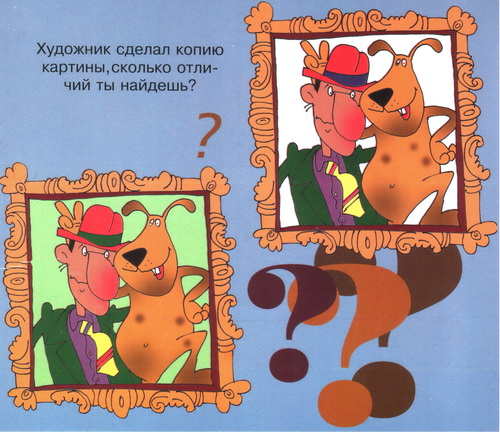 Художник сделал копию
картины,сколько отли-
чий ты найдешь?
?
???